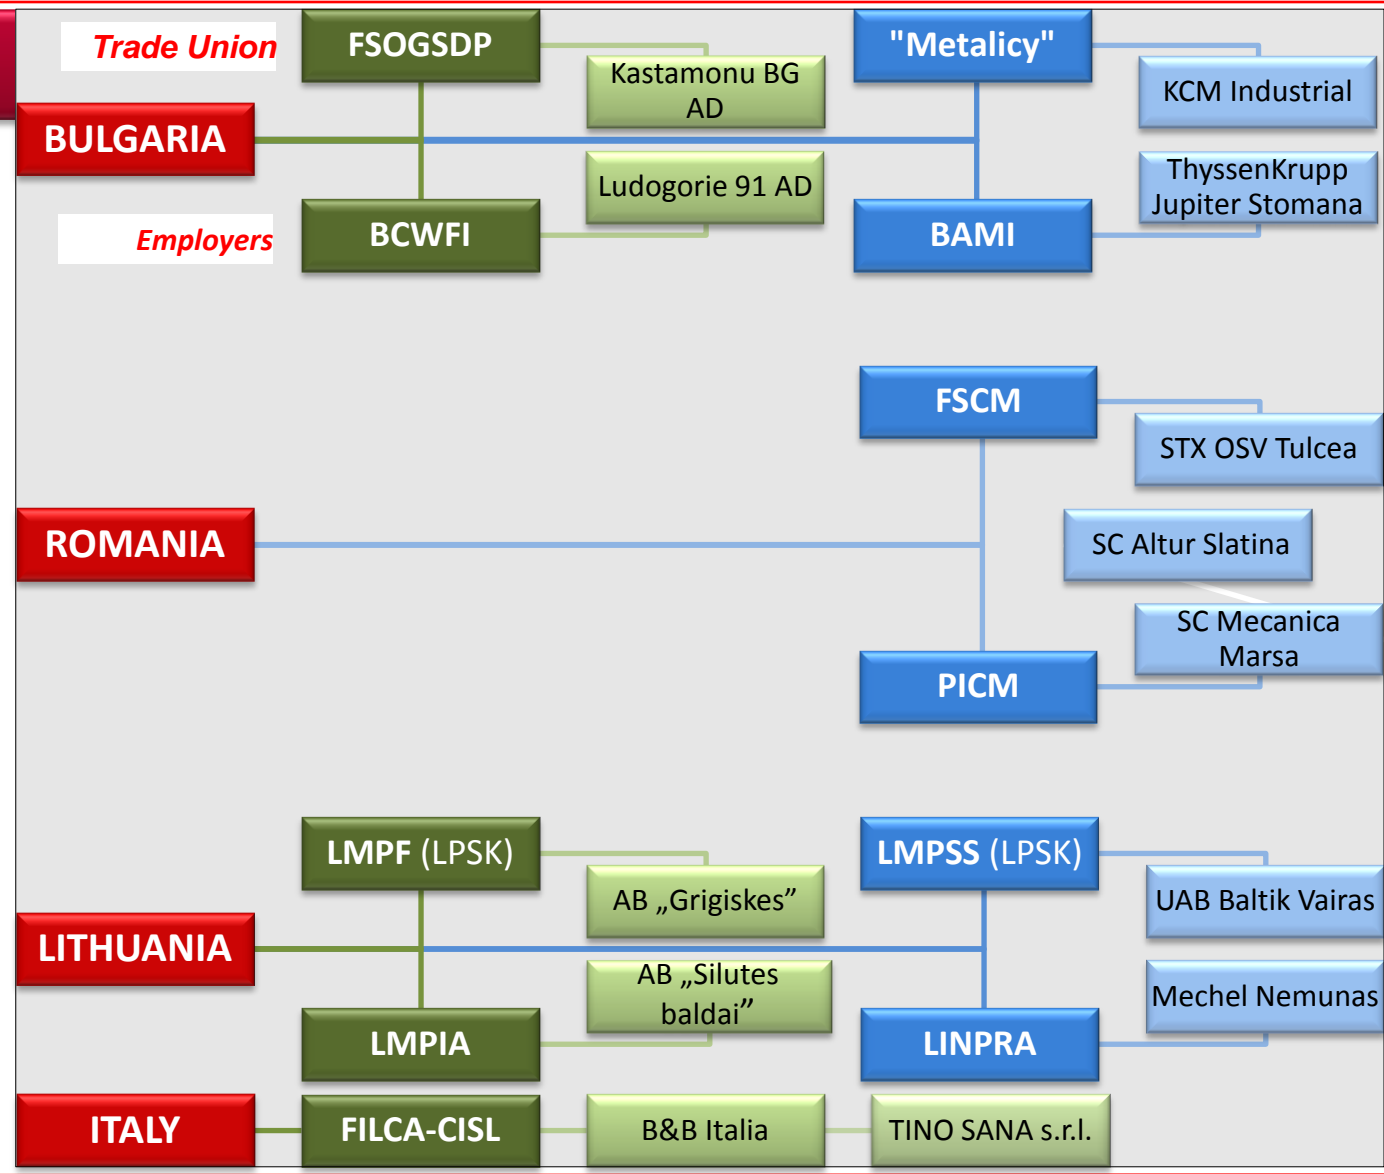 Trade Union
FSOGSDP
Kastamonu BG
AD
"Metalicy"
KCM Industrial
BULGARIA
Ludogorie 91 AD
ThyssenKrupp
Jupiter Stomana
Employers
BCWFI
BAMI
FSCM
STX OSV Tulcea
ROMANIA
SC Altur Slatina
SC Mecanica
Marsa
PICM
LMPF (LPSK)
AB „Grigiskes”
LMPSS (LPSK)
UAB Baltik Vairas
LITHUANIA
AB „Silutes
baldai”
Mechel Nemunas
LMPIA
LINPRA
ITALY
FILCA-CISL
B&B Italia
TINO SANA s.r.l.